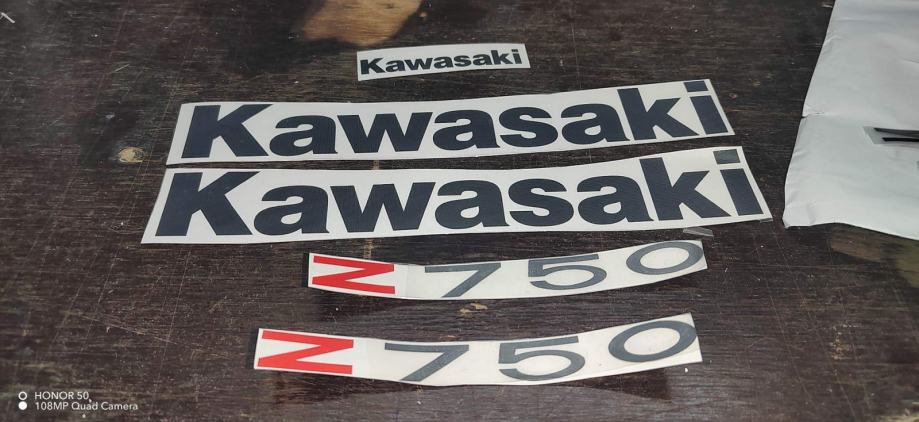 Kawasaki
Kawasaki
Kawasaki
Z750
Z750
HONOR 50
108MP Quad Camera